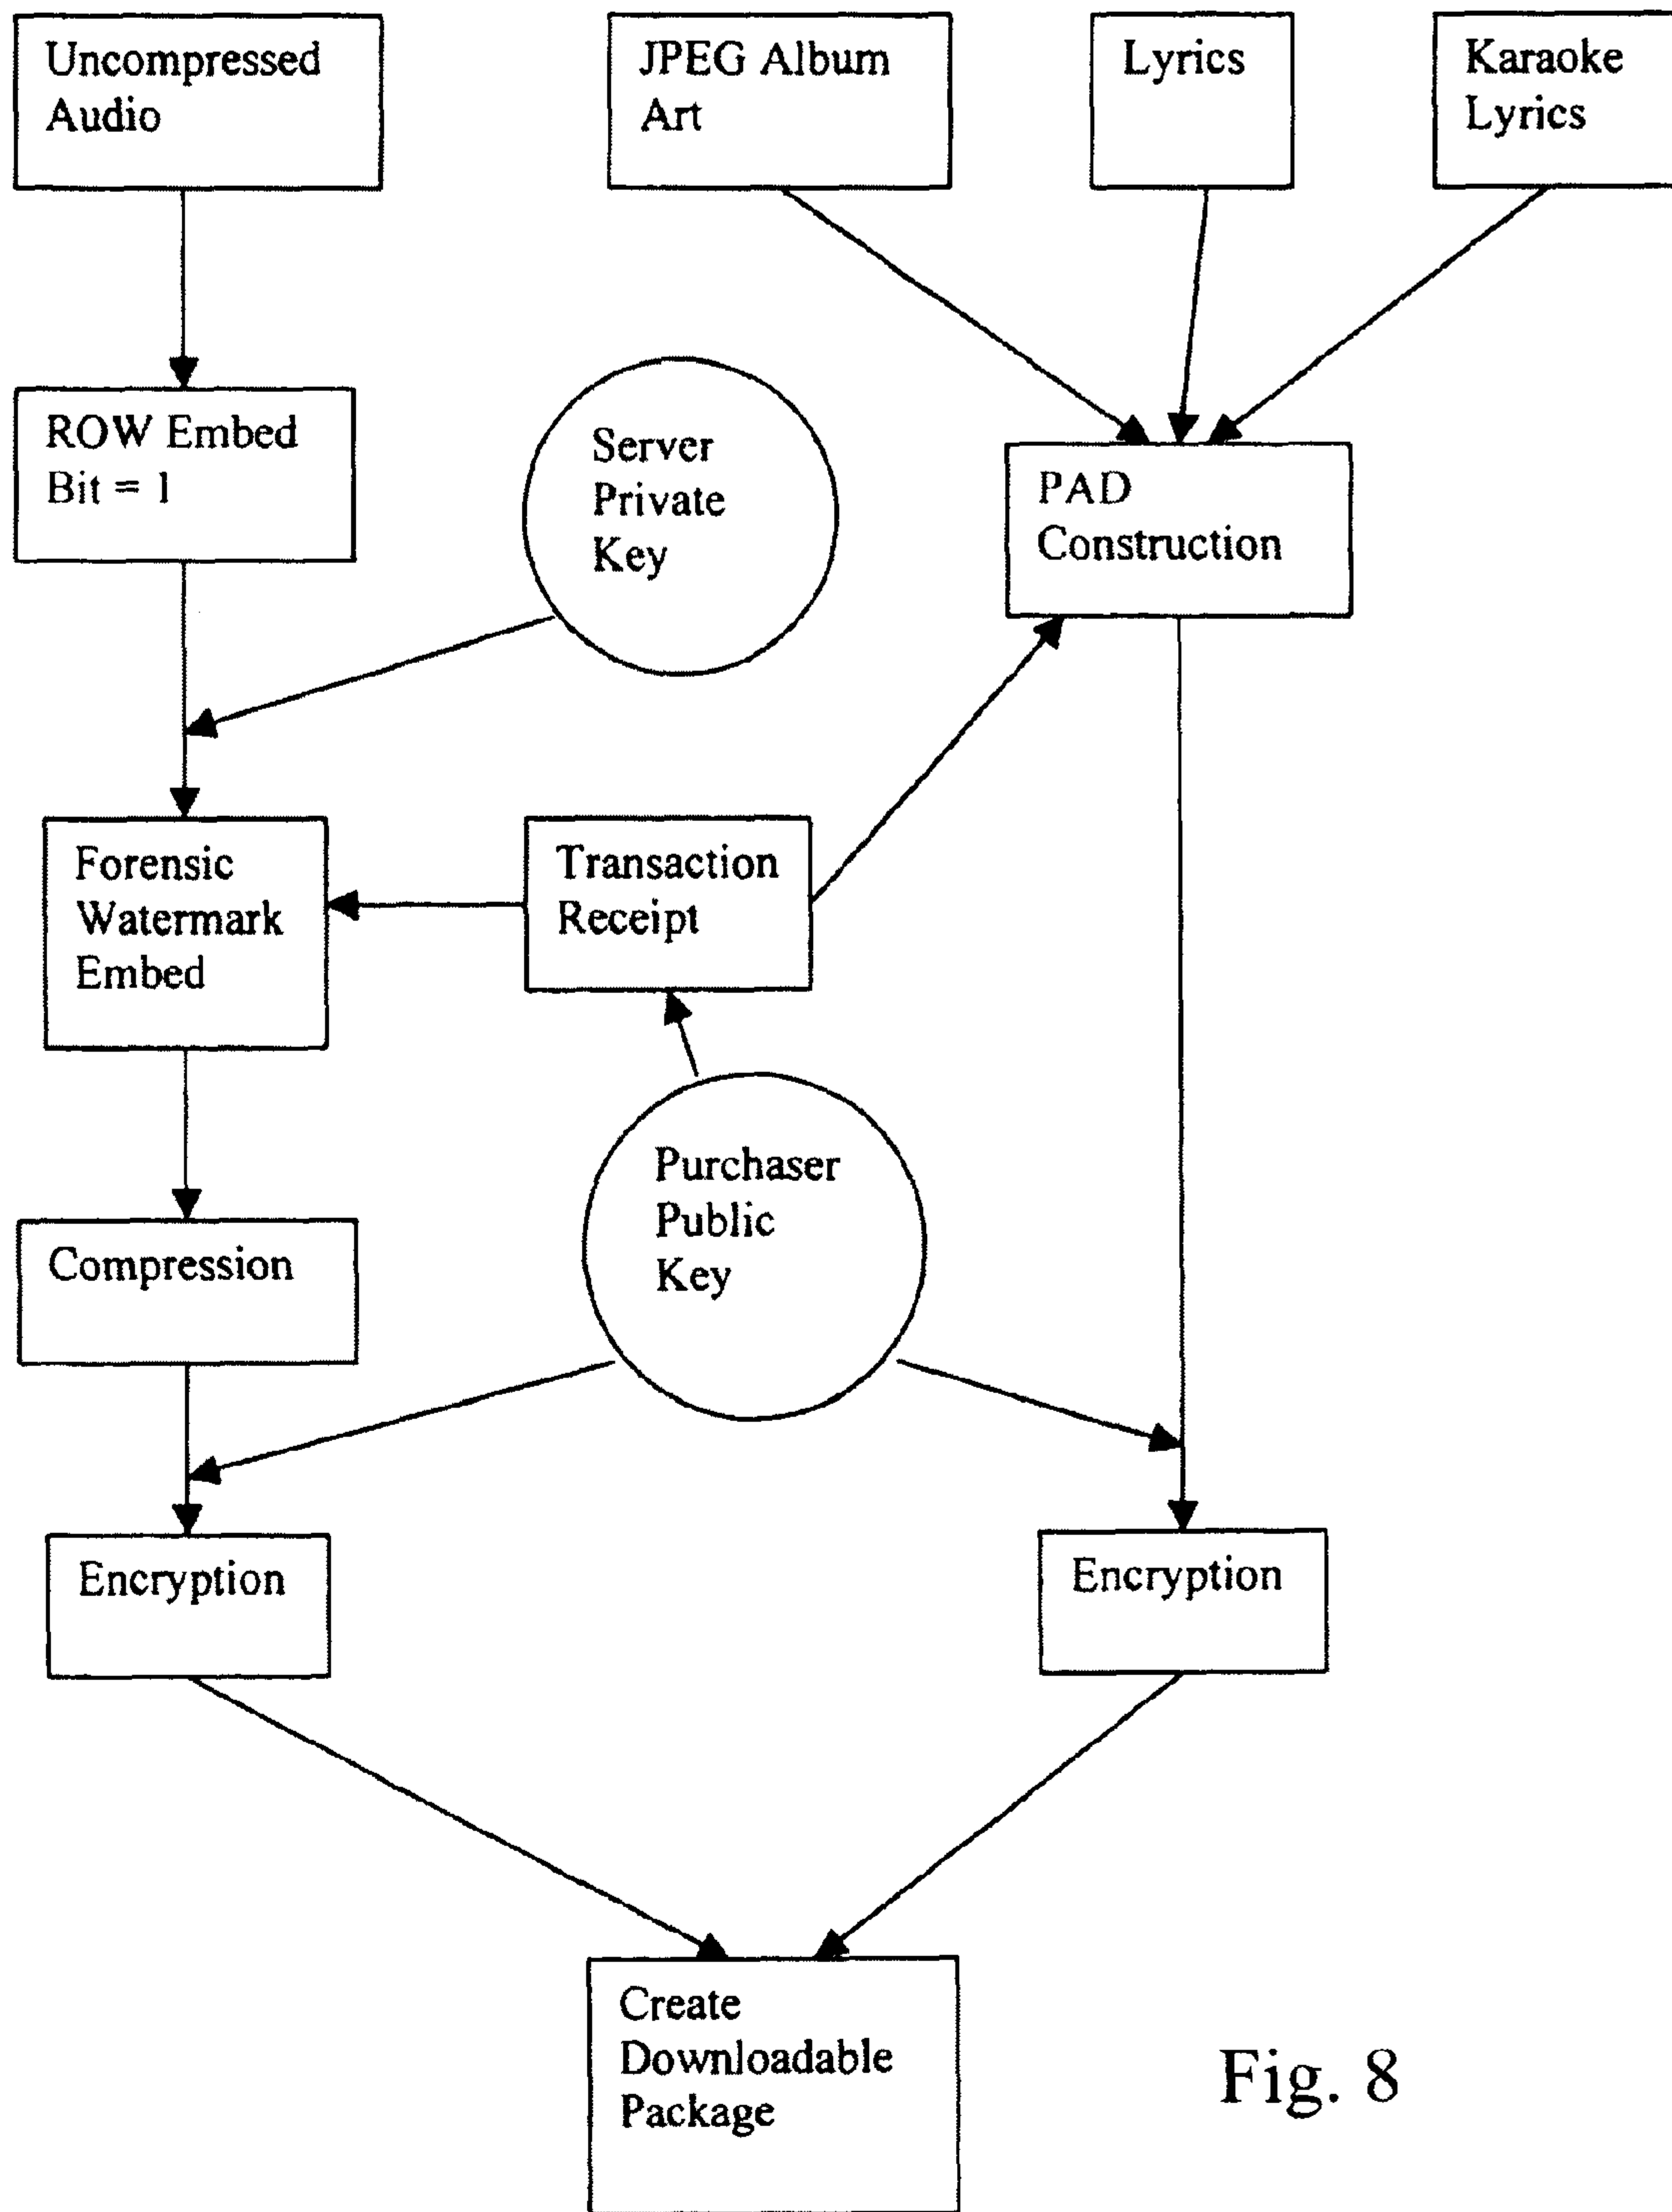 Uncompressed
Audio
JPEG Album
Art
Lyrics
Karaoke
Lyrics
ROW Embed
Bit = 1
Server
Private
Key
PAD
Construction
Forensic
Watermark
Embed
Transaction
Receipt
Purchaser
Public
Key
Compression
Encryption
Encryption
Create
Downloadable
Package
Fig. 8